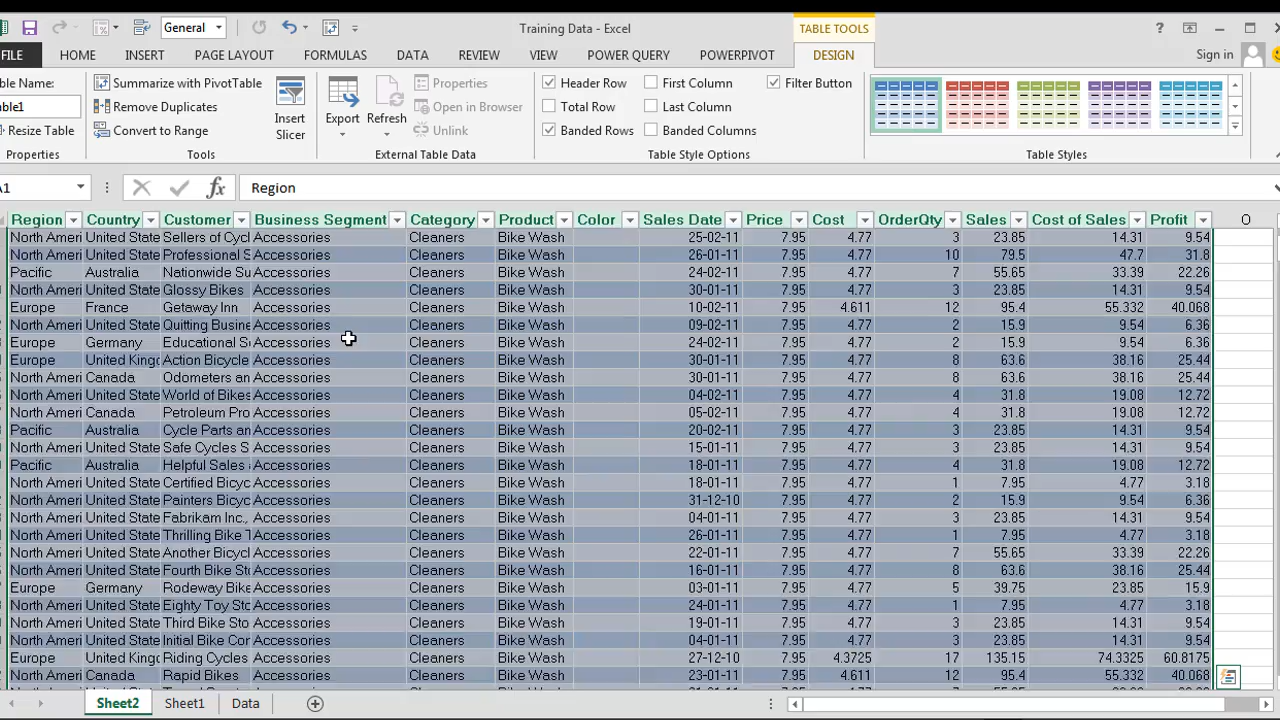 General Training Data - Excel TABLE TOOLS ?
FILE HOME INSERT PAGE LAYOUT FORMULAS DATA REVIEW VIEW POWER QUERY POWERPIVOT DESIGN Sign in
able Name: Summarize with PivotTable Properties Header Row First Column Filter Button
able1 Remove Duplicates Open in Browser Total Row Last Column
Resize Table Convert to Range Insert Slicer Export Refresh Unlink Banded Rows Banded Columns
Properties Tools External Table Data Table Style Options Table Styles
A1 fx Region
Region Country Customer Business Segment Category Product Color Sales Date Price Cost OrderQty Sales Cost of Sales Profit O
North Ameri United State Sellers of Cycl Accessories Cleaners Bike Wash 25-02-11 7.95 4.77 3 23.85 14.31 9.54
North Ameri United State Professional S Accessories Cleaners Bike Wash 26-01-11 7.95 4.77 10 79.5 47.7 31.8
Pacific Australia Nationwide Su Accessories Cleaners Bike Wash 24-02-11 7.95 4.77 7 55.65 33.39 22.26
North Ameri United State Glossy Bikes Accessories Cleaners Bike Wash 30-01-11 7.95 4.77 3 23.85 14.31 9.54
Europe France Getaway Inn Accessories Cleaners Bike Wash 10-02-11 7.95 4.611 12 95.4 55.332 40.068
North Ameri United State Quitting Busine Accessories Cleaners Bike Wash 09-02-11 7.95 4.77 2 15.9 9.54 6.36
Europe Germany Educational S Accessories Cleaners Bike Wash 24-02-11 7.95 4.77 2 15.9 9.54 6.36
Europe United Kingd Action Bicycle Accessories Cleaners Bike Wash 30-01-11 7.95 4.77 8 63.6 38.16 25.44
North Ameri Canada Odometers an Accessories Cleaners Bike Wash 30-01-11 7.95 4.77 8 63.6 38.16 25.44
North Ameri United State World of Bikes Accessories Cleaners Bike Wash 04-02-11 7.95 4.77 4 31.8 19.08 12.72
North Ameri Canada Petroleum Pro Accessories Cleaners Bike Wash 05-02-11 7.95 4.77 4 31.8 19.08 12.72
Pacific Australia Cycle Parts an Accessories Cleaners Bike Wash 20-02-11 7.95 4.77 3 23.85 14.31 9.54
North Ameri United State Safe Cycles S Accessories Cleaners Bike Wash 15-01-11 7.95 4.77 3 23.85 14.31 9.54
Pacific Australia Helpful Sales Accessories Cleaners Bike Wash 18-01-11 7.95 4.77 4 31.8 19.08 12.72
North Ameri United State Certified Bicyc Accessories Cleaners Bike Wash 18-01-11 7.95 4.77 1 7.95 4.77 3.18
North Ameri United State Painters Bicyc Accessories Cleaners Bike Wash 31-12-10 7.95 4.77 2 15.9 9.54 6.36
North Ameri United State Fabrikam Inc., Accessories Cleaners Bike Wash 04-01-11 7.95 4.77 3 23.85 14.31 9.54
North Ameri United State Thrilling Bike T Accessories Cleaners Bike Wash 26-01-11 7.95 4.77 1 7.95 4.77 3.18
North Ameri United State Another Bicycl Accessories Cleaners Bike Wash 22-01-11 7.95 4.77 7 55.65 33.39 22.26
North Ameri United State Fourth Bike Sto Accessories Cleaners Bike Wash 16-01-11 7.95 4.77 8 63.6 38.16 25.44
Europe Germany Rodeway Bike Accessories Cleaners Bike Wash 03-01-11 7.95 4.77 5 39.75 23.85 15.9
North Ameri United State Eighty Toy Sto Accessories Cleaners Bike Wash 24-01-11 7.95 4.77 1 7.95 4.77 3.18
North Ameri United State Third Bike Sto Accessories Cleaners Bike Wash 19-01-11 7.95 4.77 3 23.85 14.31 9.54
North Ameri United State Initial Bike Con Accessories Cleaners Bike Wash 04-01-11 7.95 4.77 3 23.85 14.31 9.54
Europe United Kingd Riding Cycles Accessories Cleaners Bike Wash 27-12-10 7.95 4.3725 17 135.15 74.3325 60.8175
North Ameri Canada Rapid Bikes Accessories Cleaners Bike Wash 23-01-11 7.95 4.611 12 95.4 55.332 40.068
Sheet2 Sheet1 Data